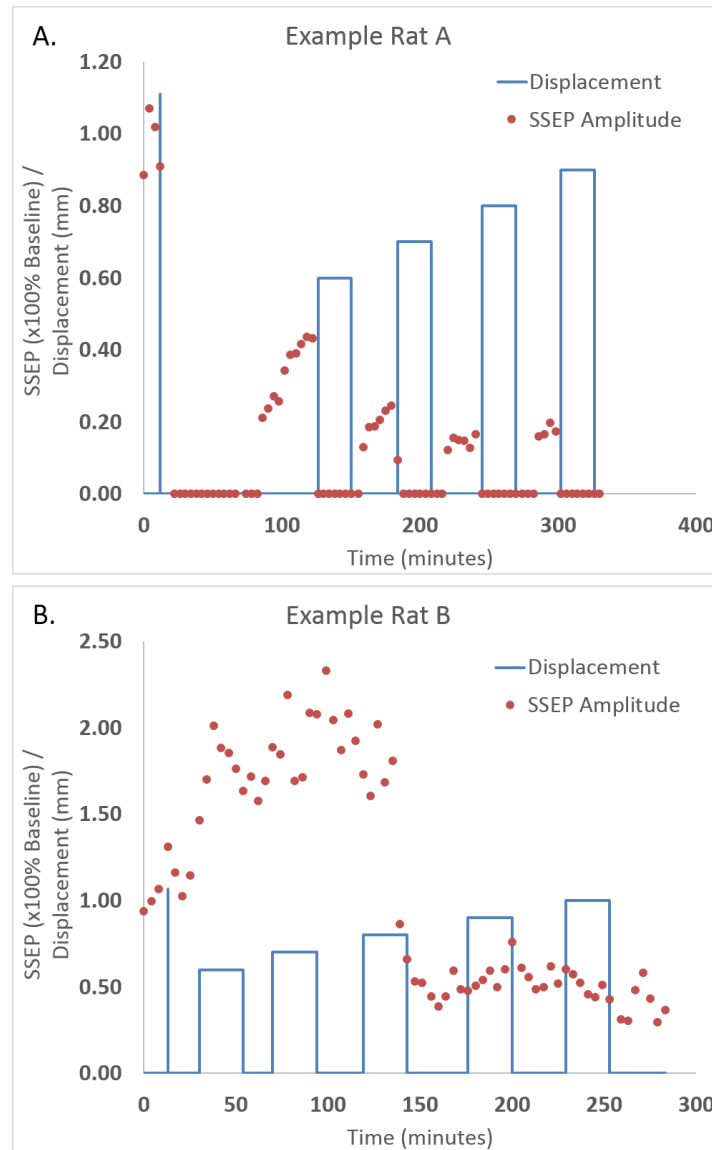 A.
Example Rat A
1.20
1.00
0.80
0.60
0.40
0.20
0.00
SSEP (x100% Baseline) /
Displacement (mm)
Displacement
SSEP Amplitude
0
100
200
300
400
Time (minutes)
B.
Example Rat B
2.50
2.00
1.50
1.00
0.50
0.00
SSEP (x100% Baseline) /
Displacement (mm)
Displacement
SSEP Amplitude
0
50
100
150
200
250
300
Time (minutes)